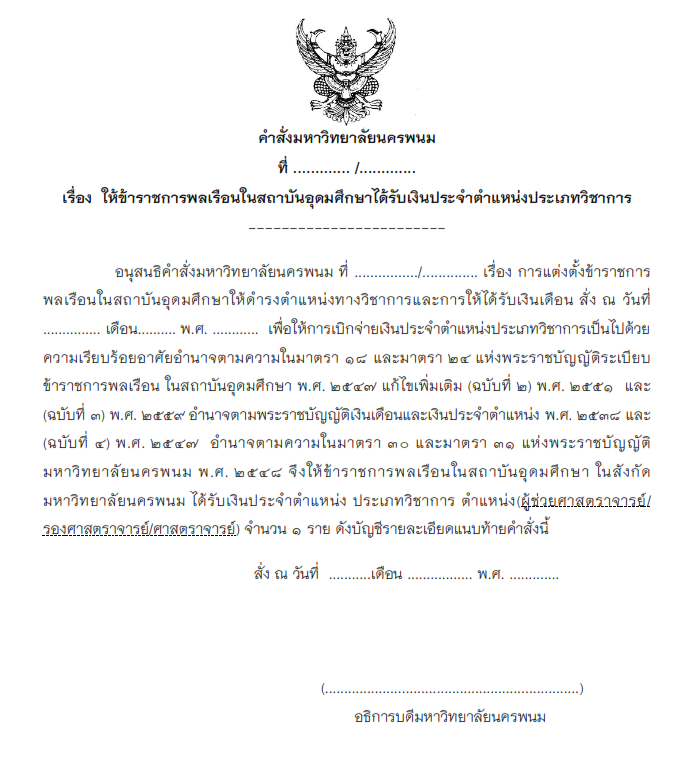 คำสั่งมหาวิทยาลัยนครพนม
ที่ ............. /.............
เรื่อง ให้ข้าราชการพลเรือนในสถาบันอุดมศึกษาได้รับเงินประจำตำแหน่งประเภทวิชาการ
------------------------
อนุสนธิคำสั่งมหาวิทยาลัยนครพนม ที่ ................/.............. เรื่อง การแต่งตั้งข้าราชการ
พลเรือนในสถาบันอุดมศึกษาให้ดำรงตำแหน่งทางวิชาการและการให้ได้รับเงินเดือน สั่ง ณ วันที่
............... เดือน.......... พ.ศ. ............ เพื่อให้การเบิกจ่ายเงินประจำตำแหน่งประเภทวิชาการเป็นไปด้วย
ความเรียบร้อยอาศัยอำนาจตามความในมาตรา ๑๘ และมาตรา ๒๔ แห่งพระราชบัญญัติระเบียบ
ข้าราชการพลเรือน ในสถาบันอุดมศึกษา พ.ศ. ๒๕๔๗ แก้ไขเพิ่มเติม (ฉบับที่ ๒) พ.ศ. ๒๕๕๑ และ
(ฉบับที่ ๓) พ.ศ. ๒๕๕๙ อำนาจตามพระราชบัญญัติเงินเดือนและเงินประจำตำแหน่ง พ.ศ. ๒๕๓๘ และ
(ฉบับที่ ๔) พ.ศ. ๒๕๔๗ อำนาจตามความในมาตรา ๓๐ และมาตรา ๓๑ แห่งพระราชบัญญัติ
มหาวิทยาลัยนครพนม พ.ศ. ๒๕๔๘ จึงให้ข้าราชการพลเรือนในสถาบันอุดมศึกษา ในสังกัด
มหาวิทยาลัยนครพนม ได้รับเงินประจำตำแหน่ง ประเภทวิชาการ ตำแหน่ง(ผู้ช่วยศาสตราจารย์/
รองศาสตราจารย์/ศาสตราจารย์) จำนวน ๑ ราย ดังบัญชีรายละเอียดแนบท้ายคำสั่งนี้
สั่ง ณ วันที่ ...........เดือน ................ พ.ศ. .............
(..................................................................)
อธิการบดีมหาวิทยาลัยนครพนม